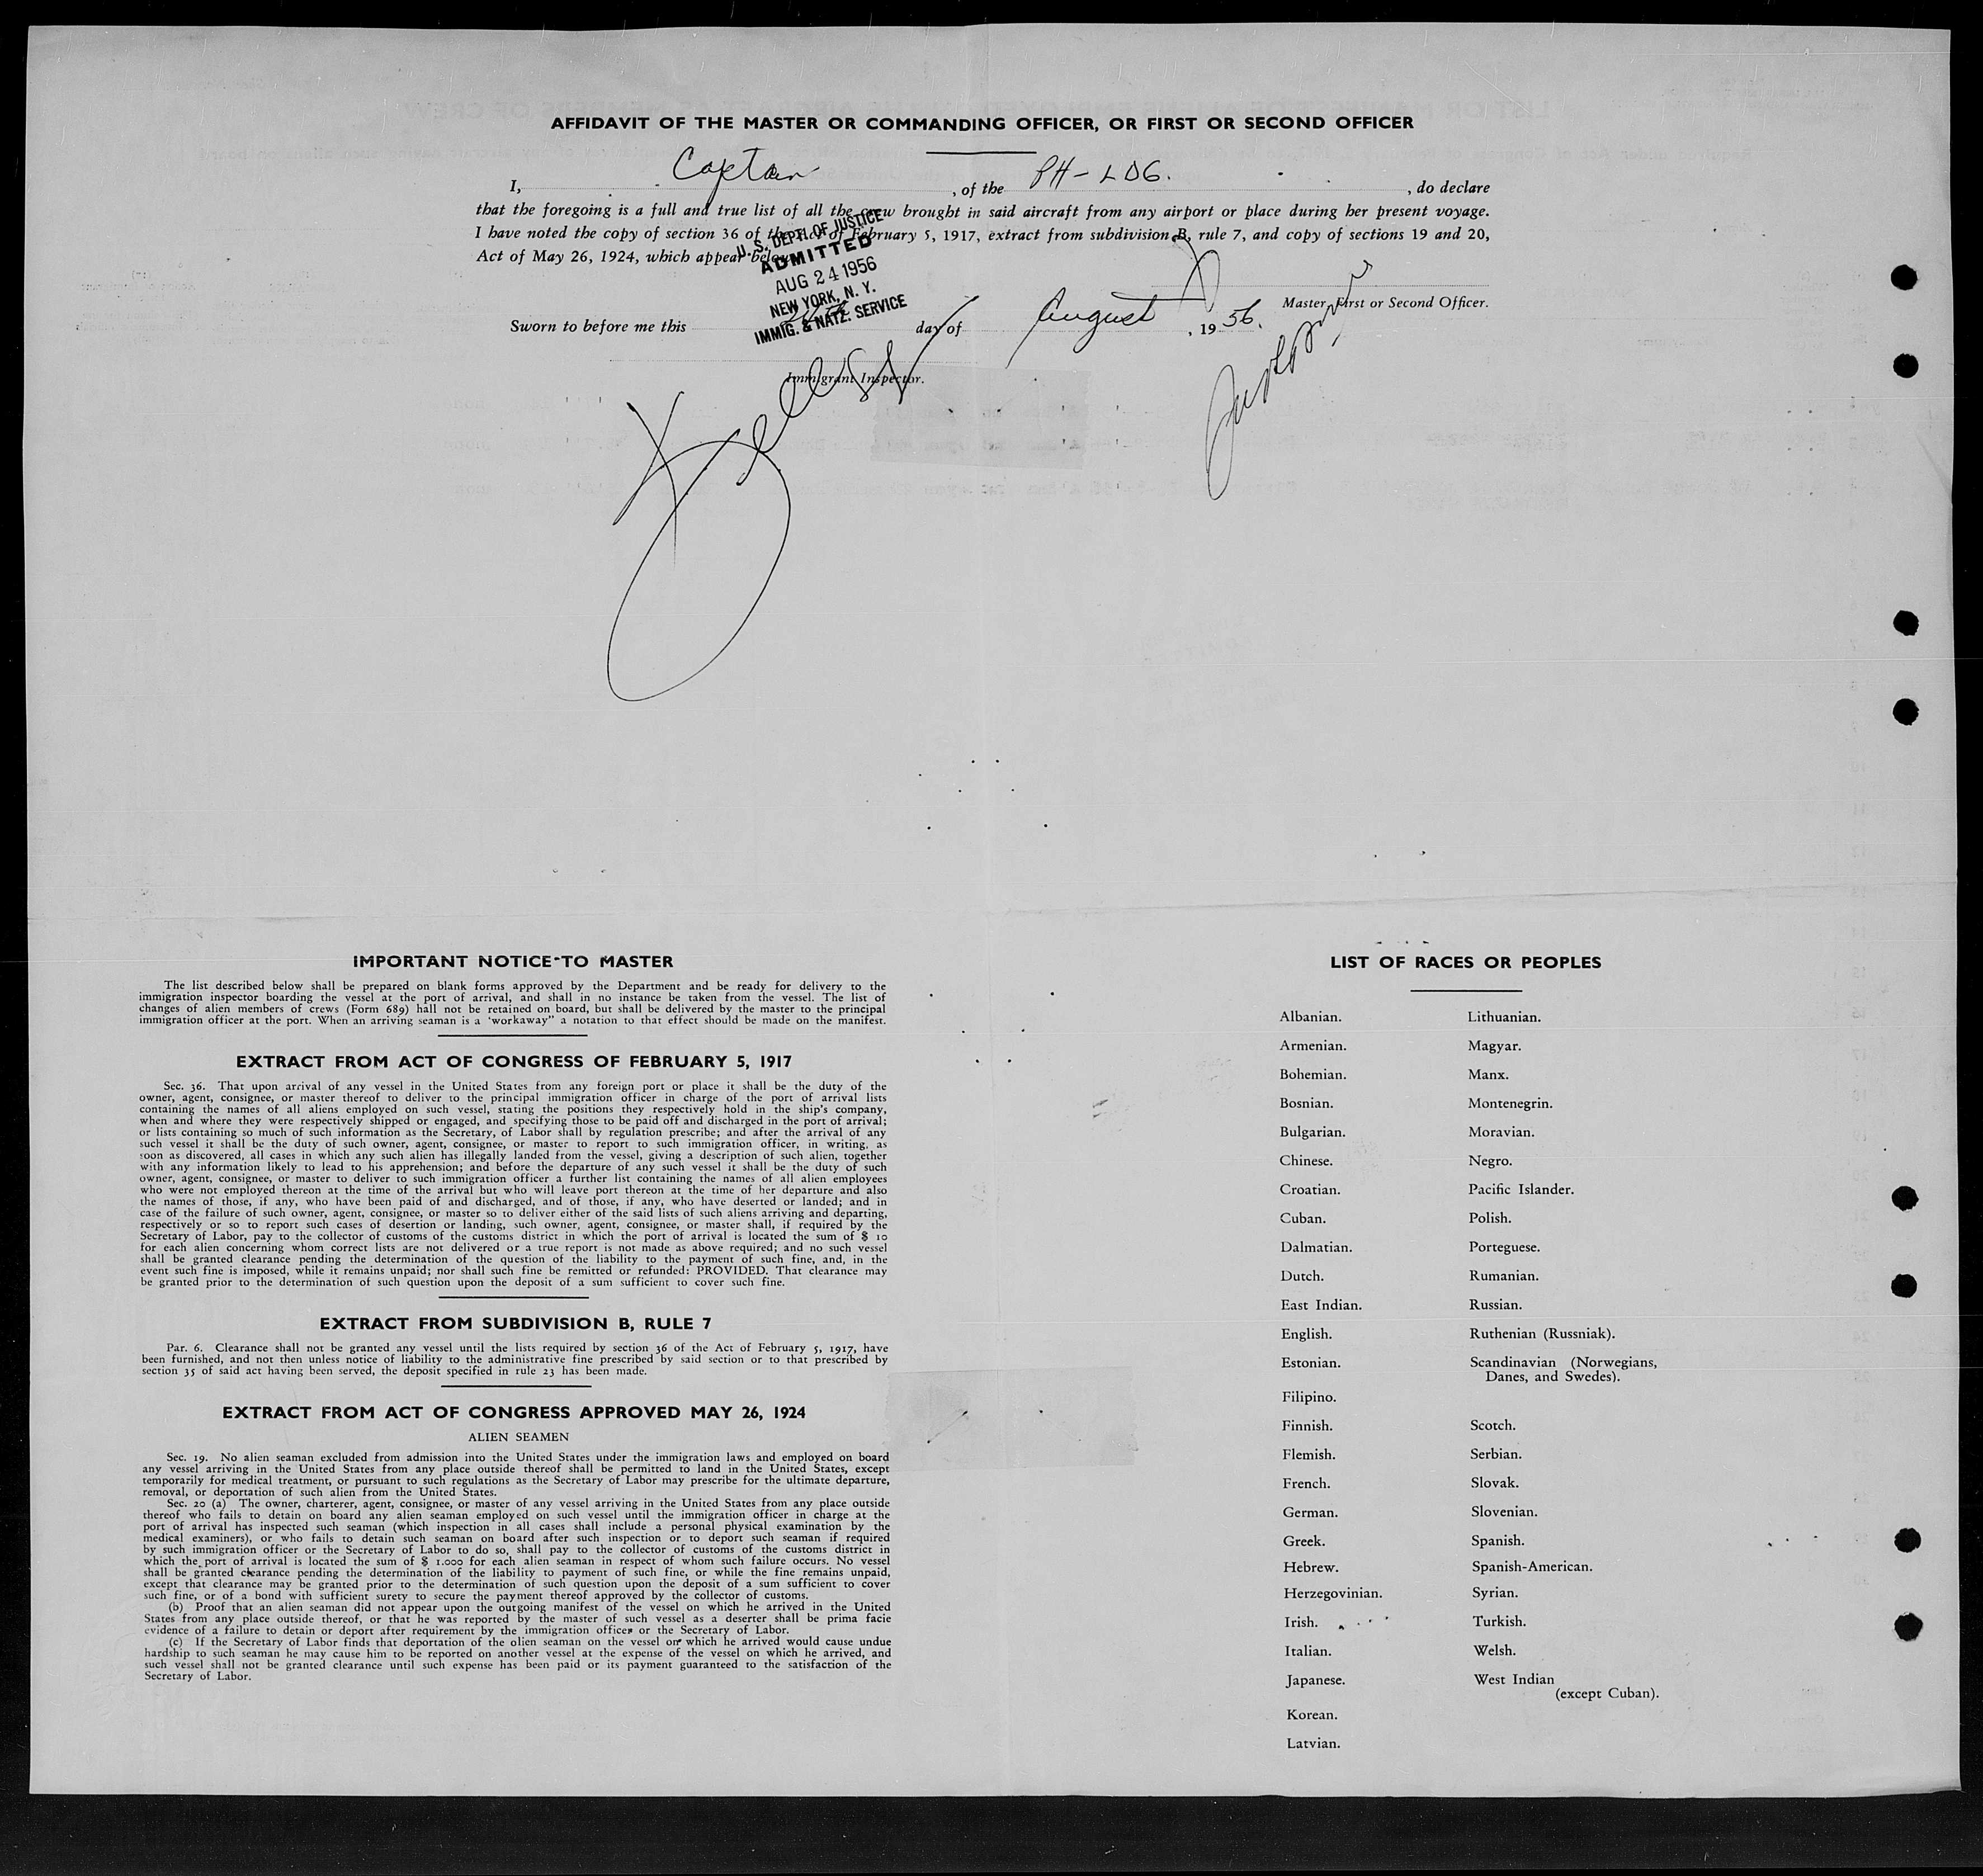 AFFIDAVIT OF THE MASTER OR COMMANDING OFFICER, OR FIRST OR SECOND OFFICER
I, Captain, of the PH-LDG., do declare
that the foregoing is a full and true list of all the crew brought in said aircraft from any airport or place during her present voyage.
I have noted the copy of section 36 of the Act of February 5, 1917, extract from subdivision B, rule 7, and copy of sections 19 and 20,
Act of May 26, 1924, which appear below.
U. S. DEPT. OF JUSTICE
ADMITTED
AUG 24 1956
NEW YORK, N. Y.
IMMIG. & NATZ. SERVICE
Master, First or Second Officer.
Sworn to before me this 24th day of August, 1956.
Immigrant Inspector.
IMPORTANT NOTICE TO MASTER
The list described below shall be prepared on blank forms approved by the Department and be ready for delivery to the
immigration inspector boarding the vessel at the port of arrival, and shall in no instance be taken from the vessel. The list of
changes of alien members of crews (Form 689) hall not be retained on board, but shall be delivered by the master to the principal
immigration officer at the port. When an arriving seaman is a 'workaway" a notation to that effect should be made on the manifest.
EXTRACT FROM ACT OF CONGRESS OF FEBRUARY 5, 1917
Sec. 36. That upon arrival of any vessel in the United States from any foreign port or place it shall be the duty of the
owner, agent, consignee, or master thereof to deliver to the principal immigration officer in charge of the port of arrival lists
containing the names of all aliens employed on such vessel, stating the positions they respectively hold in the ship's company,
when and where they were respectively shipped or engaged, and specifying those to be paid off and discharged in the port of arrival;
or lists containing so much of such information as the Secretary, of Labor shall by regulation prescribe; and after the arrival of any
such vessel it shall be the duty of such owner, agent, consignee, or master to report to such immigration officer, in writing, as
soon as discovered, all cases in which any such alien has illegally landed from the vessel, giving a description of such alien, together
with any information likely to lead to his apprehension; and before the departure of any such vessel it shall be the duty of such
owner, agent, consignee, or master to deliver to such immigration officer a further list containing the names of all alien employees
who were not employed thereon at the time of the arrival but who will leave port thereon at the time of her departure and also
the names of those, if any, who have been paid of and discharged, and of those, if any, who have deserted or landed; and in
case of the failure of such owner, agent, consignee, or master so to deliver either of the said lists of such aliens arriving and departing,
respectively or so to report such cases of desertion or landing, such owner, agent, consignee, or master shall, if required by the
Secretary of Labor, pay to the collector of customs of the customs district in which the port of arrival is located the sum of $ 10
for each alien concerning whom correct lists are not delivered or a true report is not made as above required; and no such vessel
shall be granted clearance pending the determination of the question of the liability to the payment of such fine, and, in the
event such fine is imposed, while it remains unpaid; nor shall such fine be remitted or refunded: PROVIDED. That clearance may
be granted prior to the determination of such question upon the deposit of a sum sufficient to cover such fine.
EXTRACT FROM SUBDIVISION B, RULE 7
Par. 6. Clearance shall not be granted any vessel until the lists required by section 36 of the Act of February 5, 1917, have
been furnished, and not then unless notice of liability to the administrative fine prescribed by said section or to that prescribed by
section 35 of said act having been served, the deposit specified in rule 23 has been made.
EXTRACT FROM ACT OF CONGRESS APPROVED MAY 26, 1924
ALIEN SEAMEN
Sec. 19. No alien seaman excluded from admission into the United States under the immigration laws and employed on board
any vessel arriving in the United States from any place outside thereof shall be permitted to land in the United States, except
temporarily for medical treatment, or pursuant to such regulations as the Secretary of Labor may prescribe for the ultimate departure,
removal, or deportation of such alien from the United States.
Sec. 20 (a) The owner, charterer, agent, consignee, or master of any vessel arriving in the United States from any place outside
thereof who fails to detain on board any alien seaman employed on such vessel until the immigration officer in charge at the
port of arrival has inspected such seaman (which inspection in all cases shall include a personal physical examination by the
medical examiners), or who fails to detain such seaman on board after such inspection or to deport such seaman if required
by such immigration officer or the Secretary of Labor to do so, shall pay to the collector of customs of the customs district in
which the port of arrival is located the sum of $ 1.000 for each alien seaman in respect of whom such failure occurs. No vessel
shall be granted clearance pending the determination of the liability to payment of such fine, or while the fine remains unpaid,
except that clearance may be granted prior to the determination of such question upon the deposit of a sum sufficient to cover
such fine, or of a bond with sufficient surety to secure the payment thereof approved by the collector of customs.
(b) Proof that an alien seaman did not appear upon the outgoing manifest of the vessel on which he arrived in the United
States from any place outside thereof, or that he was reported by the master of such vessel as a deserter shall be prima facie
evidence of a failure to detain or deport after requirement by the immigration officer or the Secretary of Labor.
(c) If the Secretary of Labor finds that deportation of the olien seaman on the vessel on which he arrived would cause undue
hardship to such seaman he may cause him to be reported on another vessel at the expense of the vessel on which he arrived, and
such vessel shall not be granted clearance until such expense has been paid or its payment guaranteed to the satisfaction of the
Secretary of Labor.
LIST OF RACES OR PEOPLES
Albanian.
Armenian.
Bohemian.
Bosnian.
Bulgarian.
Chinese.
Croatian.
Cuban.
Dalmatian.
Dutch.
East Indian.
English.
Estonian.
Filipino.
Finnish.
Flemish.
French.
German.
Greek.
Hebrew.
Herzegovinian.
Irish.
Italian.
Japanese.
Korean.
Latvian.
Lithuanian.
Magyar.
Manx.
Montenegrin.
Moravian.
Negro.
Pacific Islander.
Polish.
Porteguese.
Rumanian.
Russian.
Ruthenian (Russniak).
Scandinavian (Norwegians,
Danes, and Swedes).
Scotch.
Serbian.
Slovak.
Slovenian.
Spanish.
Spanish-American.
Syrian.
Turkish.
Welsh.
West Indian
(except Cuban).